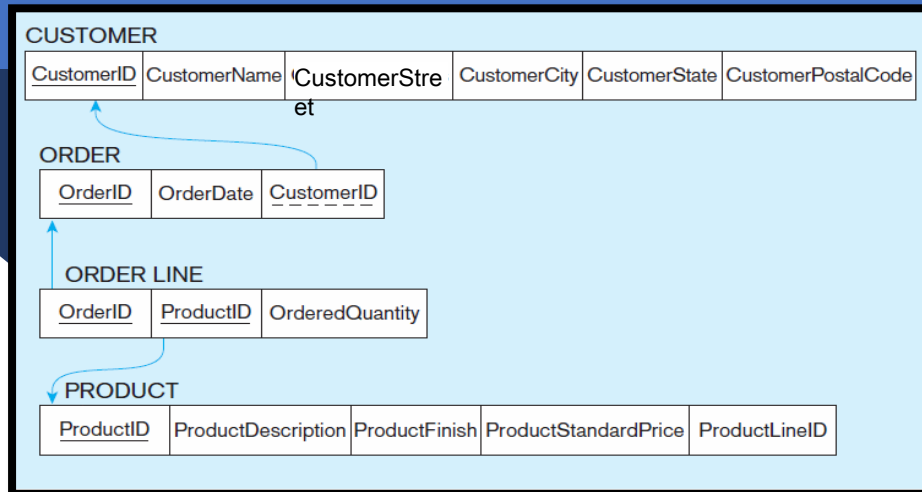 CUSTOMER
CustomerID CustomerName CustomerStre CustomerCity CustomerState CustomerPostalCode
et
ORDER
OrderID OrderDate CustomerID
ORDER LINE
OrderID ProductID OrderedQuantity
PRODUCT
ProductID ProductDescription ProductFinish ProductStandardPrice ProductLineID